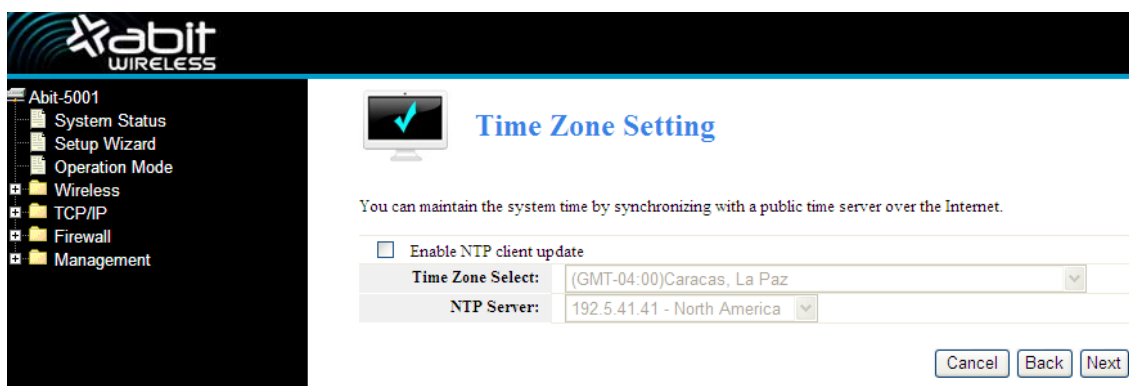 abit
WIRELESS
Abit-5001
System Status
Setup Wizard
Operation Mode
Wireless
TCP/IP
Firewall
Management
Time Zone Setting
You can maintain the system time by synchronizing with a public time server over the Internet.
Enable NTP client update
Time Zone Select: (GMT-04:00)Caracas, La Paz
NTP Server: 192.5.41.41 - North America
Cancel Back Next